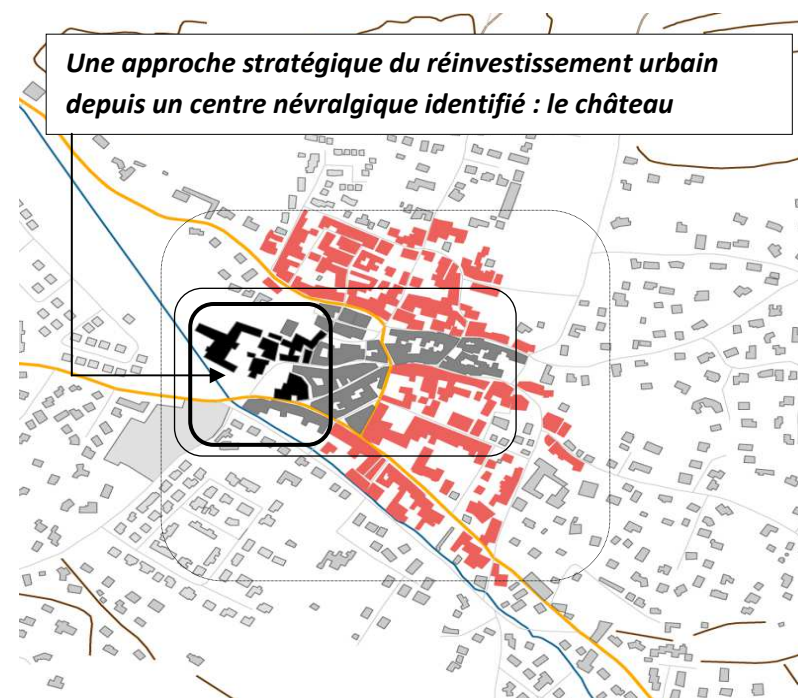 Une approche stratégique du réinvestissement urbain
depuis un centre névralgique identifié : le château